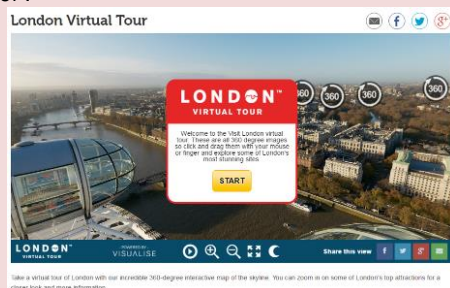 London Virtual Tour
LONDON™
VIRTUAL TOUR
Welcome to the Visit London virtual
tour. These are all 360 degree images
so click and drag them with your mouse
or finger and explore some of London's
most stunning sites.
START
360
360
360
360
LONDON™
VIRTUAL TOUR
VISUALISE
Share this view
Take a virtual tour of London with our incredible 360-degree interactive map of the skyline. You can zoom in on some of London's top attractions for a
closer look and more information.